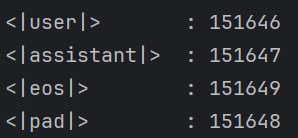 <|user|>      : 151646
<|assistant|> : 151647
<|eos|>       : 151649
<|pad|>       : 151648